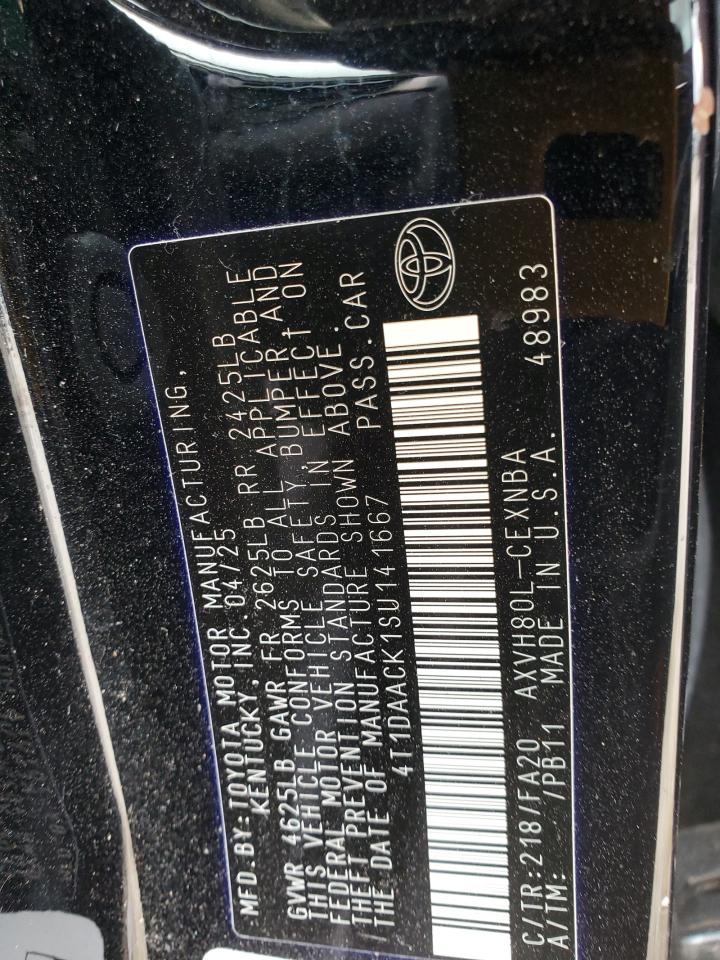 MFD.BY:TOYOTA MOTOR MANUFACTURING,
KENTUCKY, INC. 04/25
GVWR 4625LB GAWR FR 2625LB RR 2425LB
THIS VEHICLE CONFORMS TO ALL APPLICABLE
FEDERAL MOTOR VEHICLE SAFETY, BUMPER AND
THEFT PREVENTION STANDARDS IN EFFECT ON
THE DATE OF MANUFACTURE SHOWN ABOVE.
4T1DAACK1SU141667 PASS.CAR
C/TR:218/FA20 AXVH80L-CEXNBA
A/TM: /PB11 MADE IN U.S.A. 48983